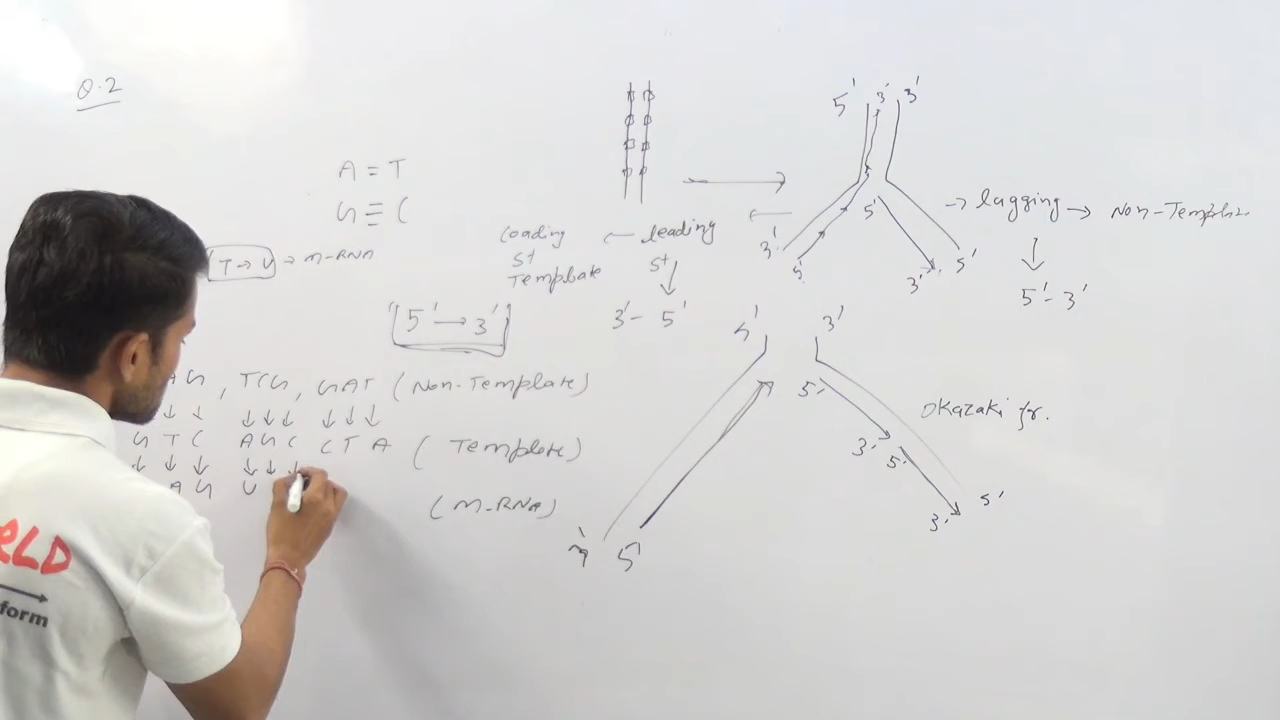 Q.2
A = T
G ≡ C
T → U → m-RNA
5' → 3'
AG, TCG, GAT (Non-Template)
G T C A G C C T A (Template)
A G U
(m-RNA)
Loading ← leading
st st
Template
3' - 5'
5' 3' 3'
3' 5' 5' 3' 5'
→ lagging → Non-Template
5' - 3'
3'
5'
Okazaki fr.
3' 5'
3' 5'
5'
RLD
form